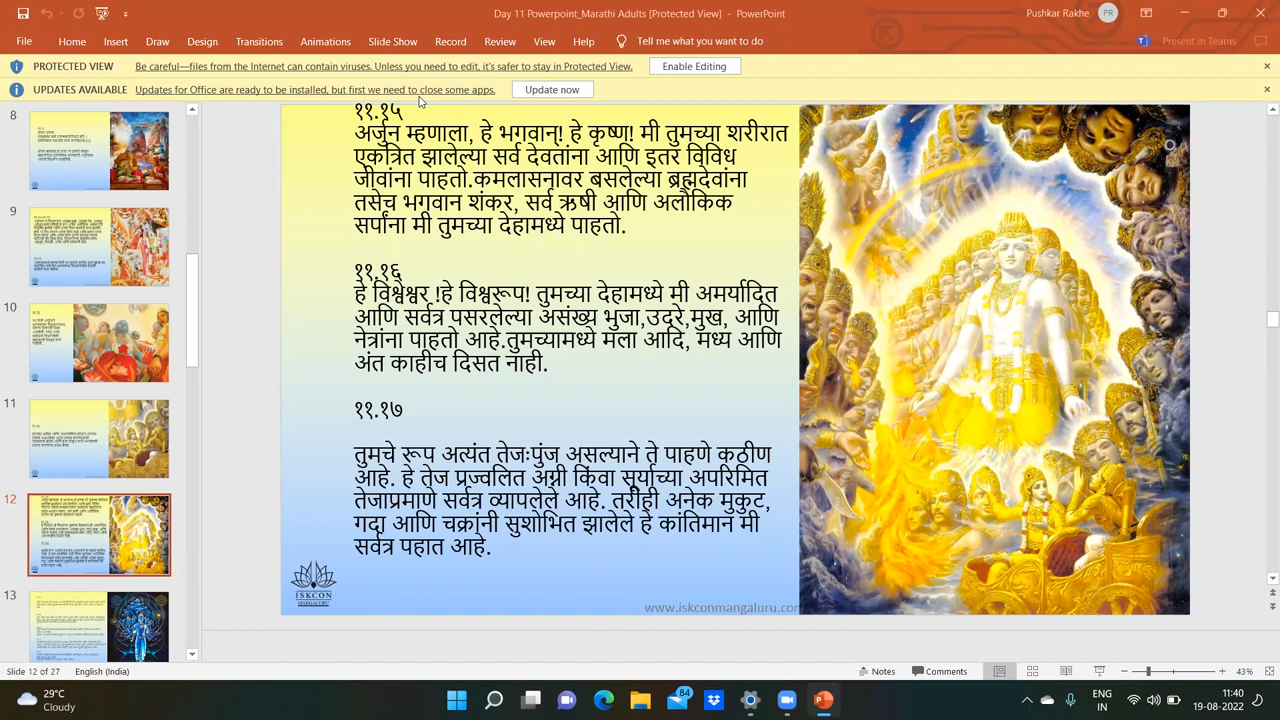 Day 11 Powerpoint_Marathi Adults [Protected View] - PowerPoint
Pushkar Rakhe
PR
File Home Insert Draw Design Transitions Animations Slide Show Record Review View Help Tell me what you want to do
Present in Teams
PROTECTED VIEW Be careful—files from the Internet can contain viruses. Unless you need to edit, it's safer to stay in Protected View. Enable Editing
UPDATES AVAILABLE Updates for Office are ready to be installed, but first we need to close some apps. Update now
8
9
10
11
12
13
११.१५
अर्जुन म्हणाला, हे भगवान्! हे कृष्ण! मी तुमच्या शरीरात
एकत्रित झालेल्या सर्व देवतांना आणि इतर विविध
जीवांना पाहतो.कमलासनावर बसलेल्या ब्रह्मदेवांना
तसेच भगवान शंकर, सर्व ऋषी आणि अलौकिक
सर्पांना मी तुमच्या देहामध्ये पाहतो.
११.१६
हे विश्वेश्वर !हे विश्वरूप! तुमच्या देहामध्ये मी अमर्यादित
आणि सर्वत्र पसरलेल्या असंख्य भुजा,उदरे,मुख, आणि
नेत्रांना पाहतो आहे.तुमच्यामध्ये मला आदि, मध्य आणि
अंत काहीच दिसत नाही.
११.१७
तुमचे रूप अत्यंत तेजःपुंज असल्याने ते पाहणे कठीण
आहे. हे तेज प्रज्वलित अग्नी किंवा सूर्याच्या अपरिमित
तेजाप्रमाणे सर्वत्र व्यापलेले आहे. तरीही अनेक मुकुट,
गदा आणि चक्रांनी सुशोभित झालेले हे कांतिमान मी
सर्वत्र पहात आहे.
ISKCON
MANGALURU
www.iskconmangaluru.com
Slide 12 of 27 English (India)
Notes Comments 43%
29°C
Cloudy
84
ENG
IN
11:40
19-08-2022